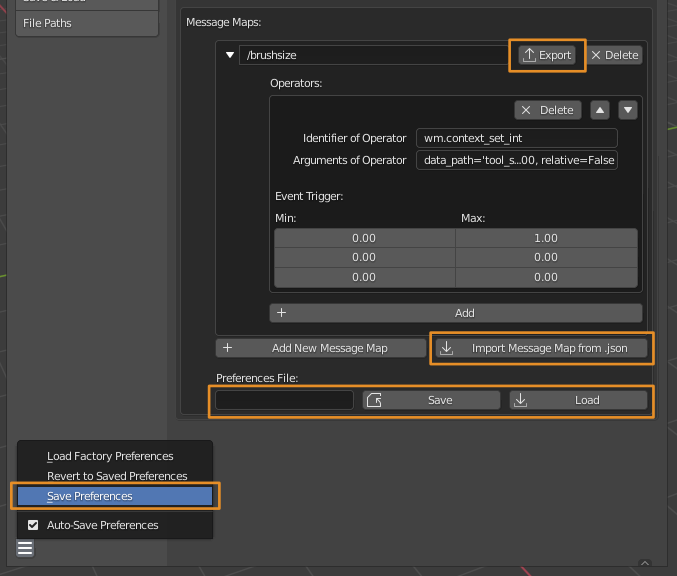 File Paths
Message Maps:
/brushsize
Export
Delete
Operators:
Delete
Identifier of Operator wm.context_set_int
Arguments of Operator data_path='tool_s...00, relative=False
Event Trigger:
Min: Max:
0.00 1.00
0.00 0.00
0.00 0.00
Add
Add New Message Map
Import Message Map from .json
Preferences File:
Save
Load
Load Factory Preferences
Revert to Saved Preferences
Save Preferences
Auto-Save Preferences